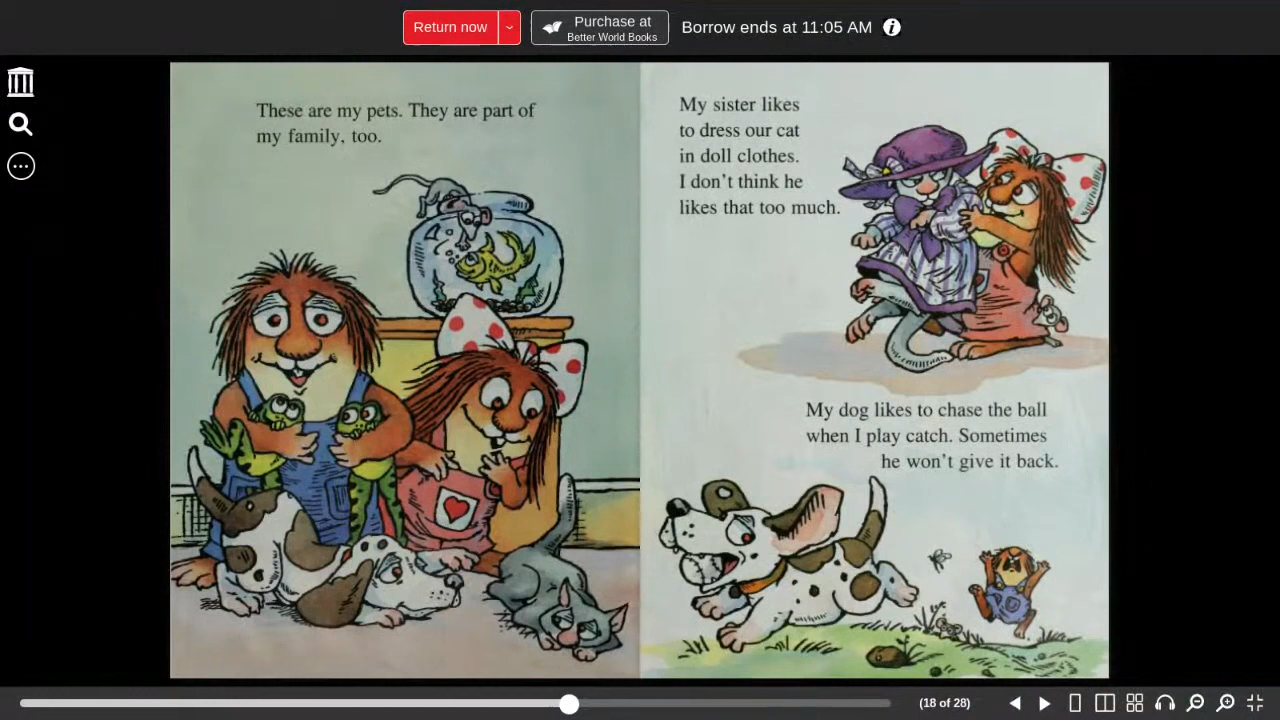 Return now
Purchase at
Better World Books
Borrow ends at 11:05 AM
These are my pets. They are part of
my family, too.
My sister likes
to dress our cat
in doll clothes.
I don't think he
likes that too much.
My dog likes to chase the ball
when I play catch. Sometimes
he won't give it back.
(18 of 28)